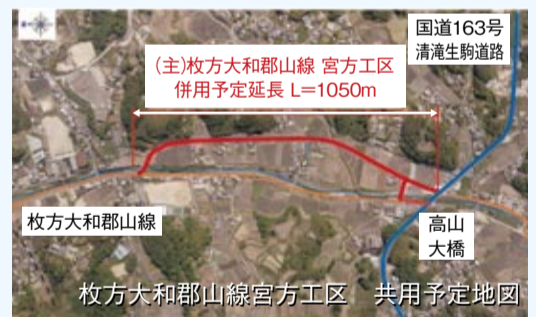 国道163号
清滝生駒道路
(主)枚方大和郡山線 宮方工区
併用予定延長 L=1050m
枚方大和郡山線
高山
大橋
枚方大和郡山線宮方工区 共用予定地図